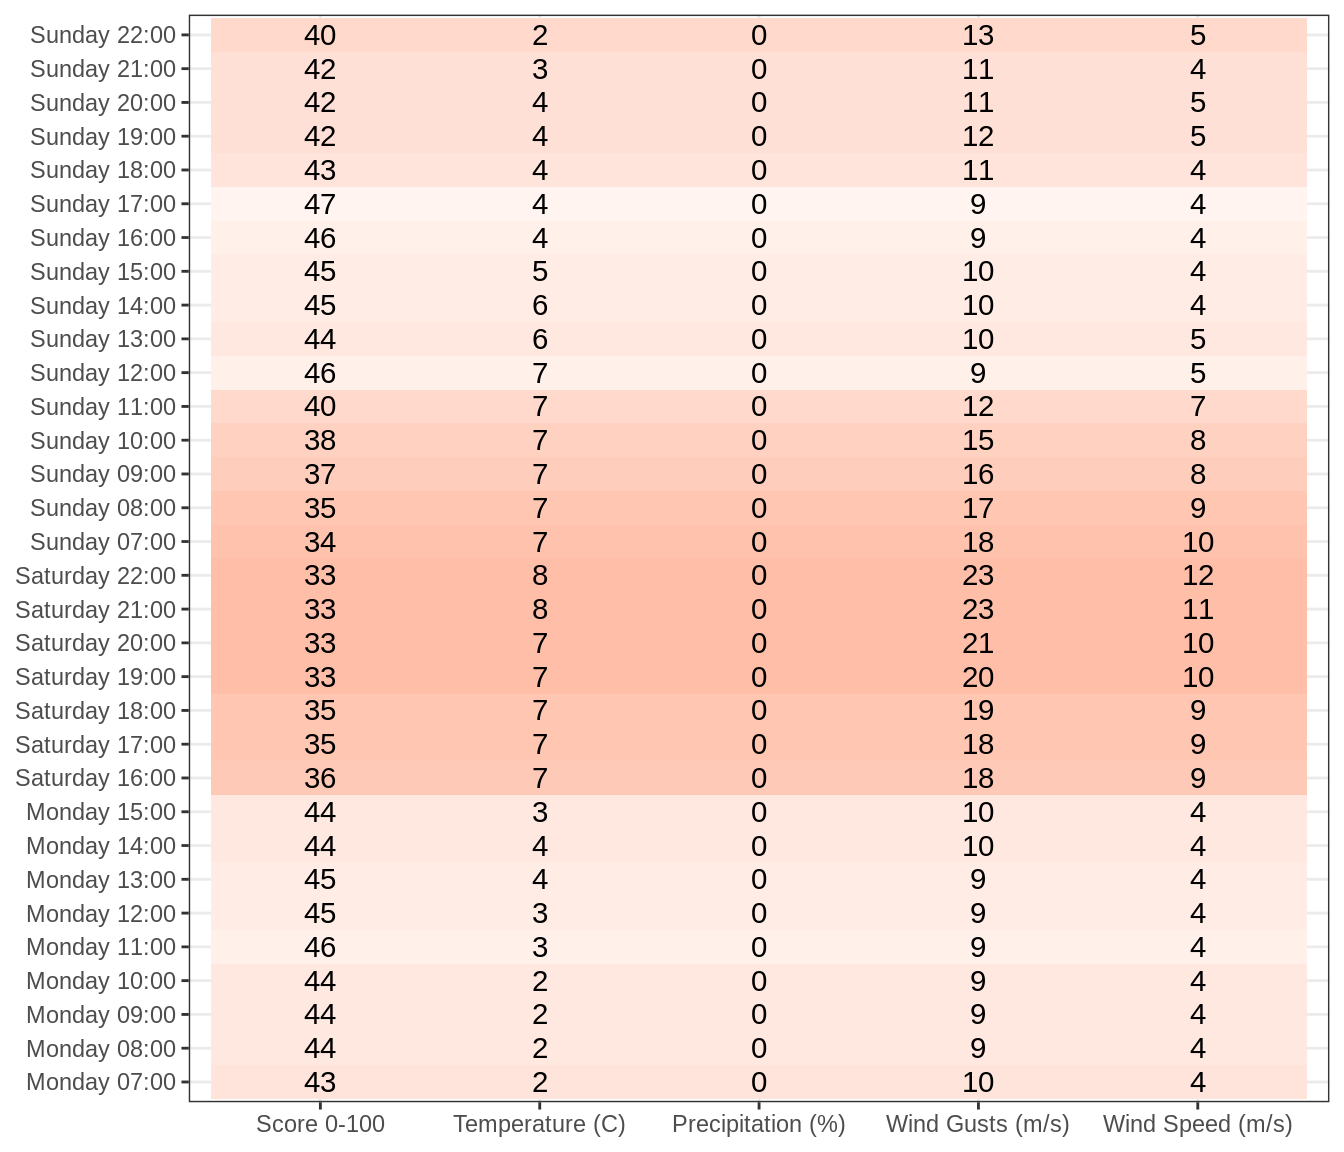 Sunday 22:00 40 2 0 13 5
Sunday 21:00 42 3 0 11 4
Sunday 20:00 42 4 0 11 5
Sunday 19:00 42 4 0 12 5
Sunday 18:00 43 4 0 11 4
Sunday 17:00 47 4 0 9 4
Sunday 16:00 46 4 0 9 4
Sunday 15:00 45 5 0 10 4
Sunday 14:00 45 6 0 10 4
Sunday 13:00 44 6 0 10 5
Sunday 12:00 46 7 0 9 5
Sunday 11:00 40 7 0 12 7
Sunday 10:00 38 7 0 15 8
Sunday 09:00 37 7 0 16 8
Sunday 08:00 35 7 0 17 9
Sunday 07:00 34 7 0 18 10
Saturday 22:00 33 8 0 23 12
Saturday 21:00 33 8 0 23 11
Saturday 20:00 33 7 0 21 10
Saturday 19:00 33 7 0 20 10
Saturday 18:00 35 7 0 19 9
Saturday 17:00 35 7 0 18 9
Saturday 16:00 36 7 0 18 9
Monday 15:00 44 3 0 10 4
Monday 14:00 44 4 0 10 4
Monday 13:00 45 4 0 9 4
Monday 12:00 45 3 0 9 4
Monday 11:00 46 3 0 9 4
Monday 10:00 44 2 0 9 4
Monday 09:00 44 2 0 9 4
Monday 08:00 44 2 0 9 4
Monday 07:00 43 2 0 10 4
Score 0-100 Temperature (C) Precipitation (%) Wind Gusts (m/s) Wind Speed (m/s)